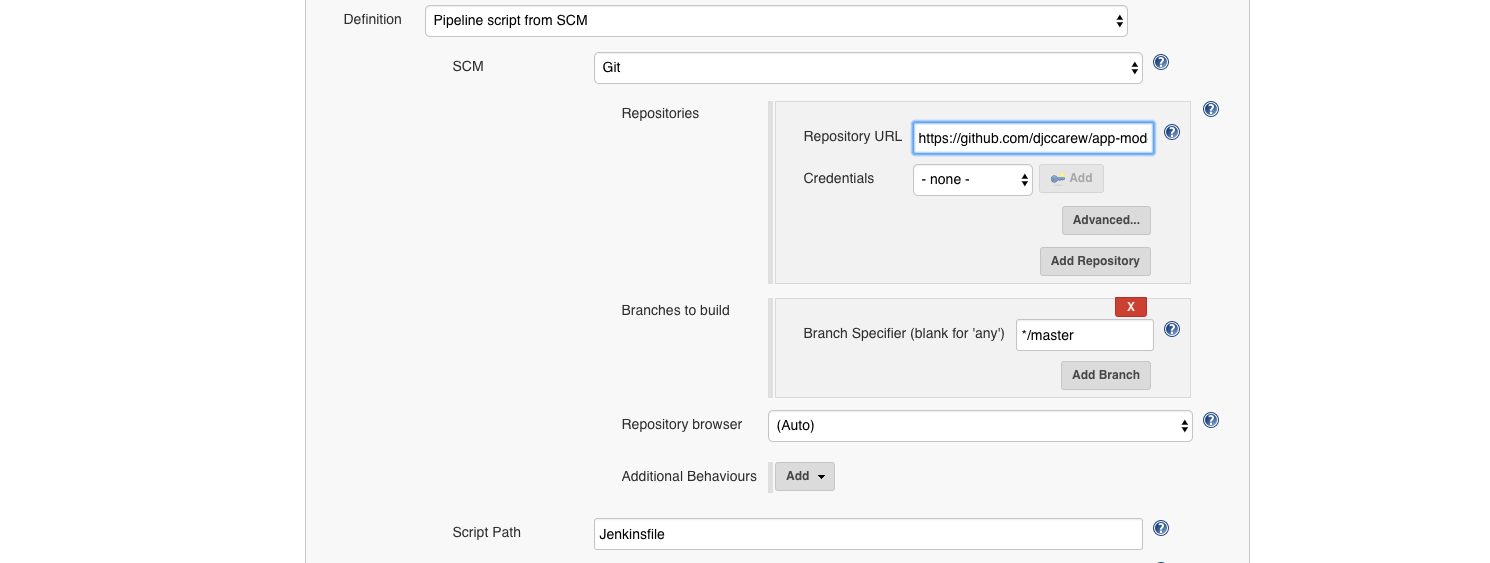 Definition
Pipeline script from SCM
SCM
Git
Repositories
Repository URL
https://github.com/djccarew/app-mod
Credentials
- none -
Add
Advanced...
Add Repository
Branches to build
X
Branch Specifier (blank for 'any')
*/master
Add Branch
Repository browser
(Auto)
Additional Behaviours
Add
Script Path
Jenkinsfile